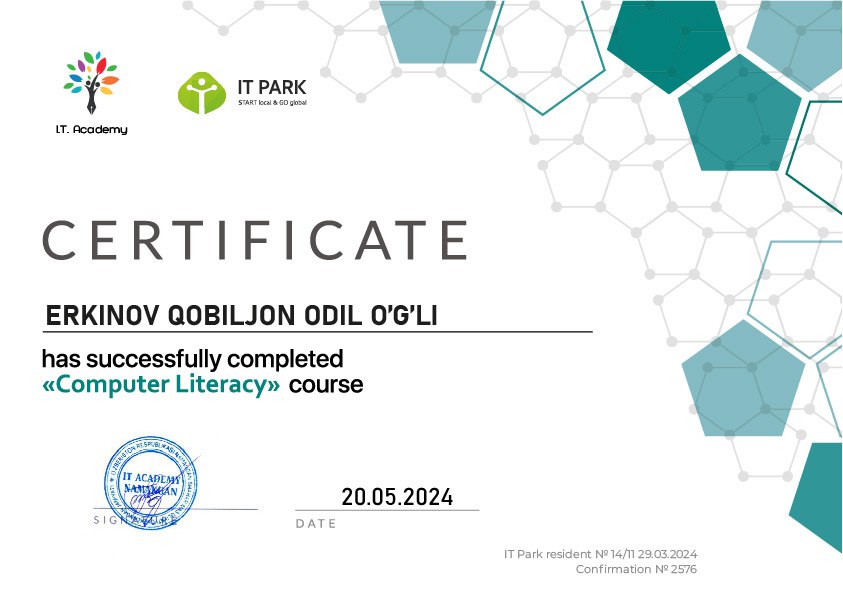 I.T. Academy
IT PARK
START local & GO global
CERTIFICATE
ERKINOV QOBILJON ODIL O'G'LI
has successfully completed
«Computer Literacy» course
IT ACADEMY
NAMANGAN
SIGNATURE
20.05.2024
DATE
IT Park resident № 14/11 29.03.2024
Confirmation № 2576